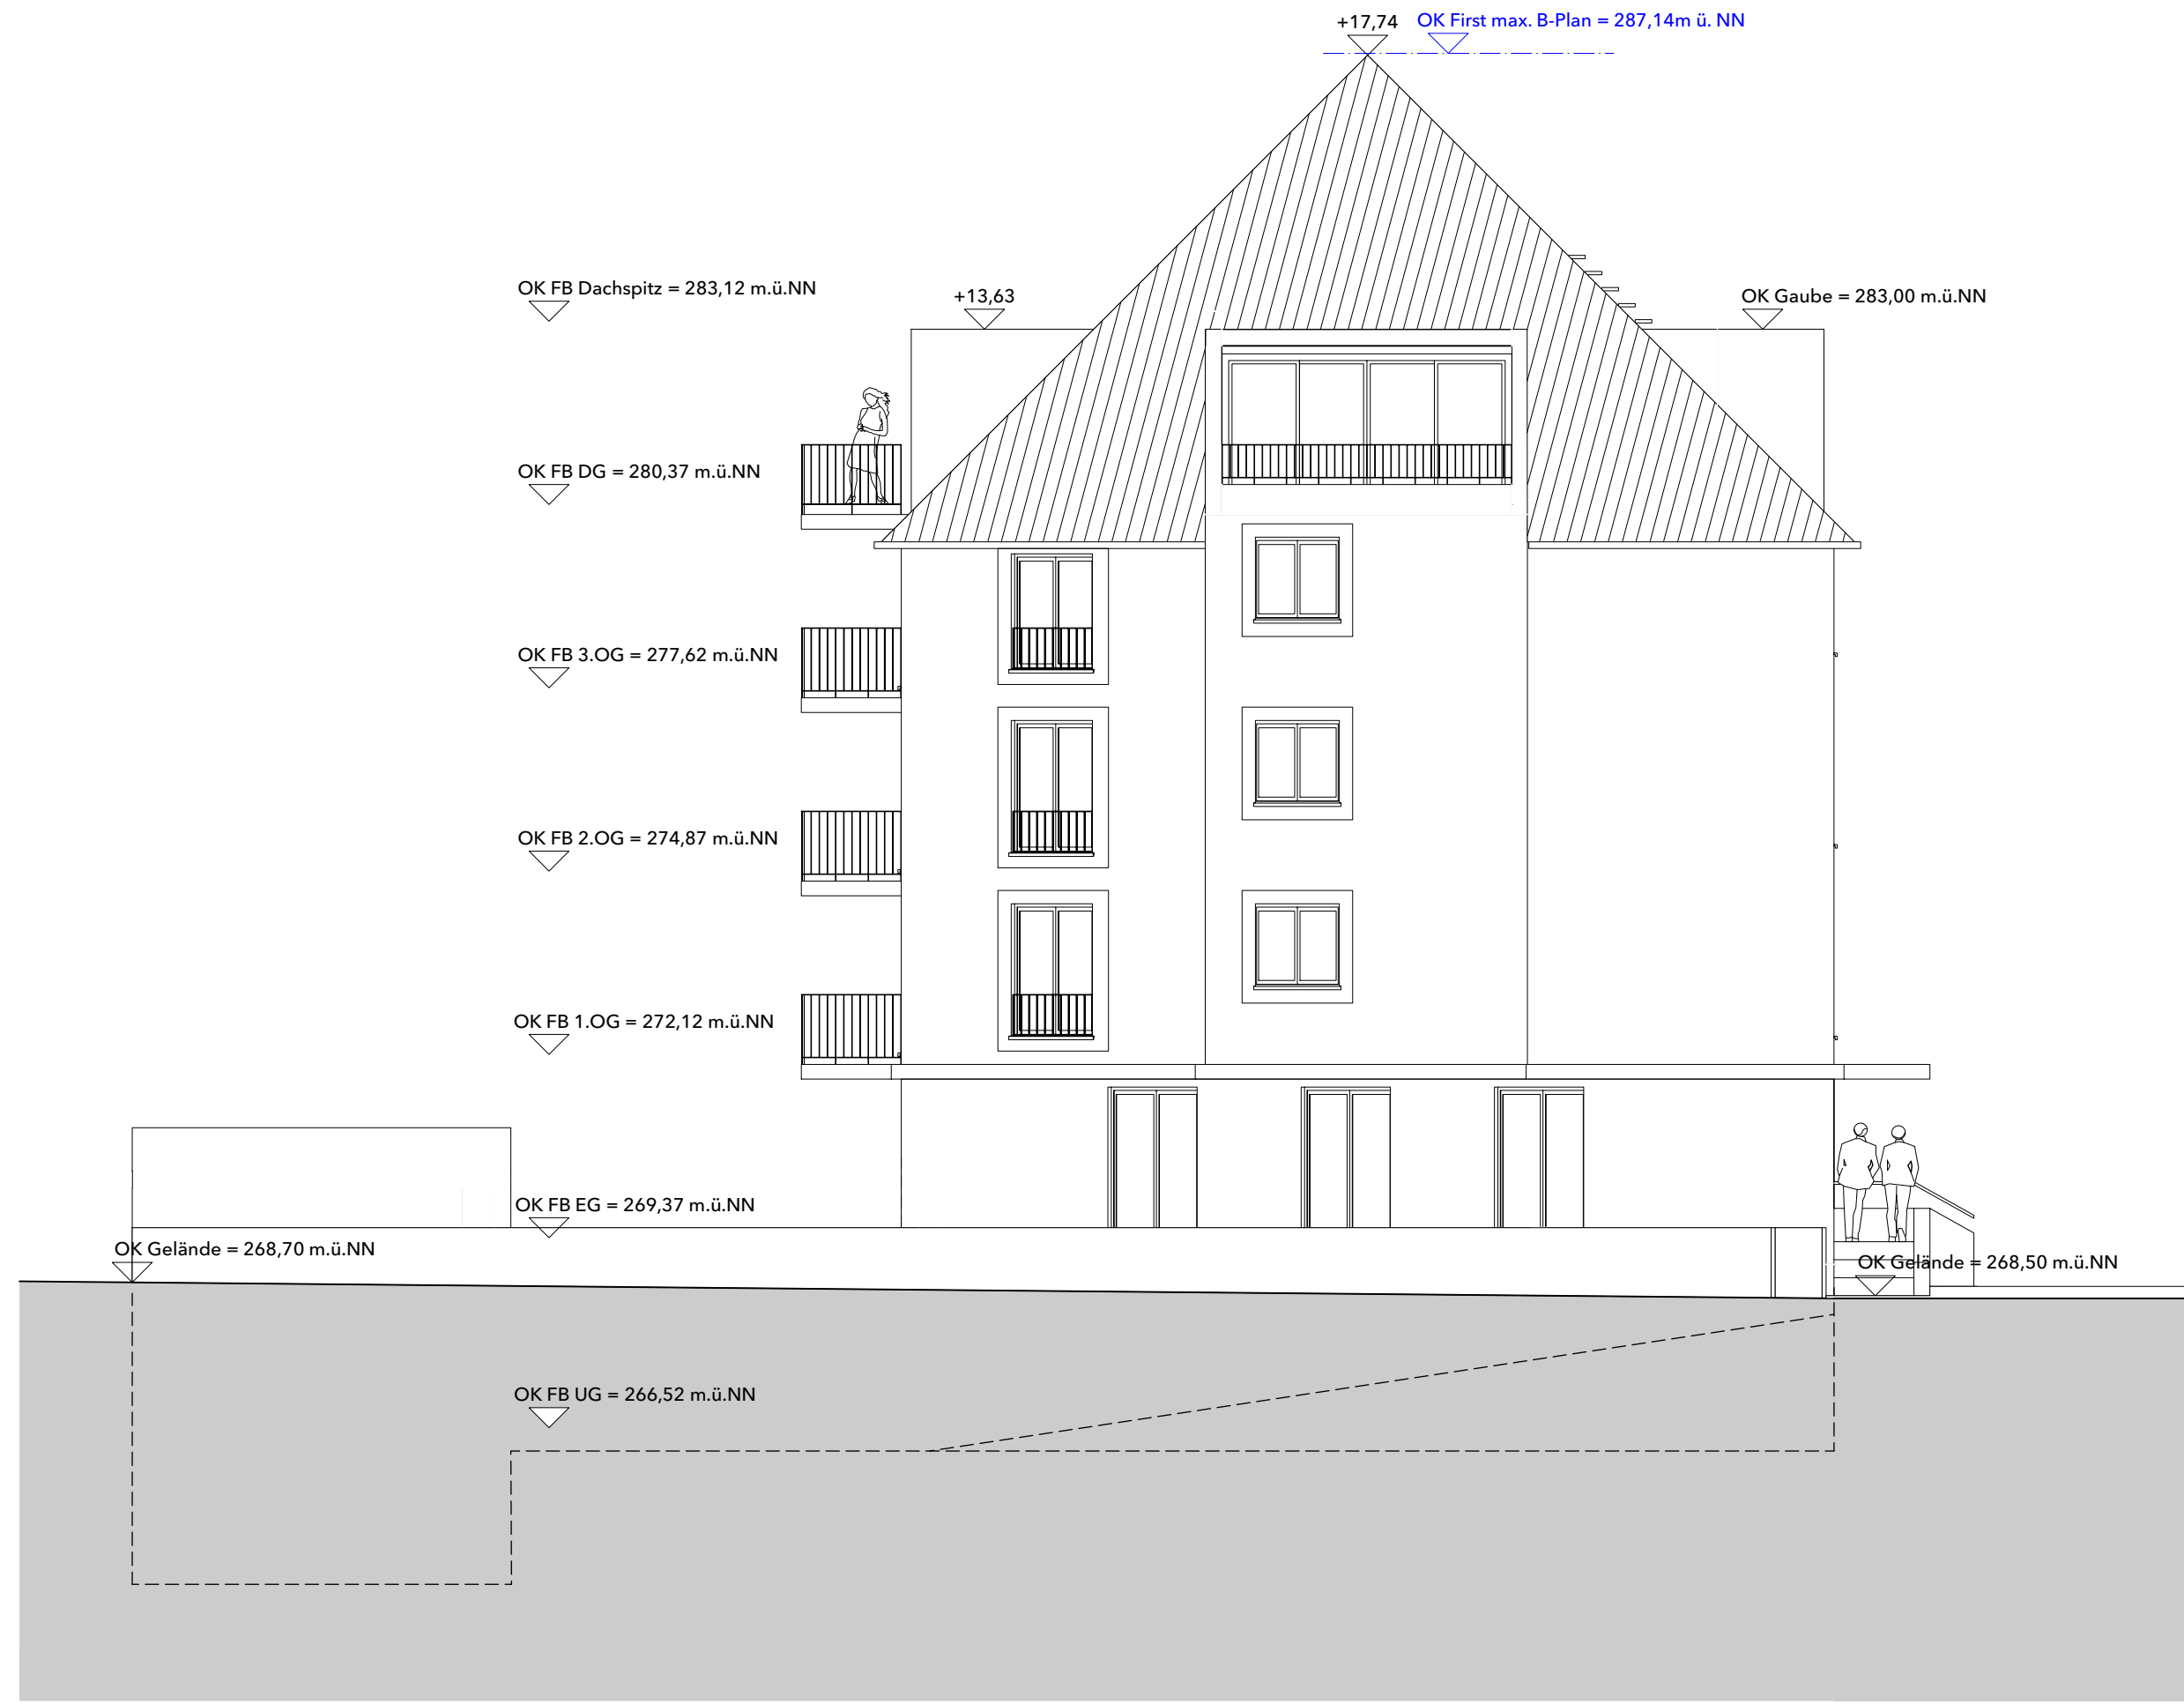 +17,74
OK First max. B-Plan = 287,14m ü. NN
OK FB Dachspitz = 283,12 m.ü.NN
+13,63
OK Gaube = 283,00 m.ü.NN
OK FB DG = 280,37 m.ü.NN
OK FB 3.OG = 277,62 m.ü.NN
OK FB 2.OG = 274,87 m.ü.NN
OK FB 1.OG = 272,12 m.ü.NN
OK FB EG = 269,37 m.ü.NN
OK Gelände = 268,70 m.ü.NN
OK Gelände = 268,50 m.ü.NN
OK FB UG = 266,52 m.ü.NN